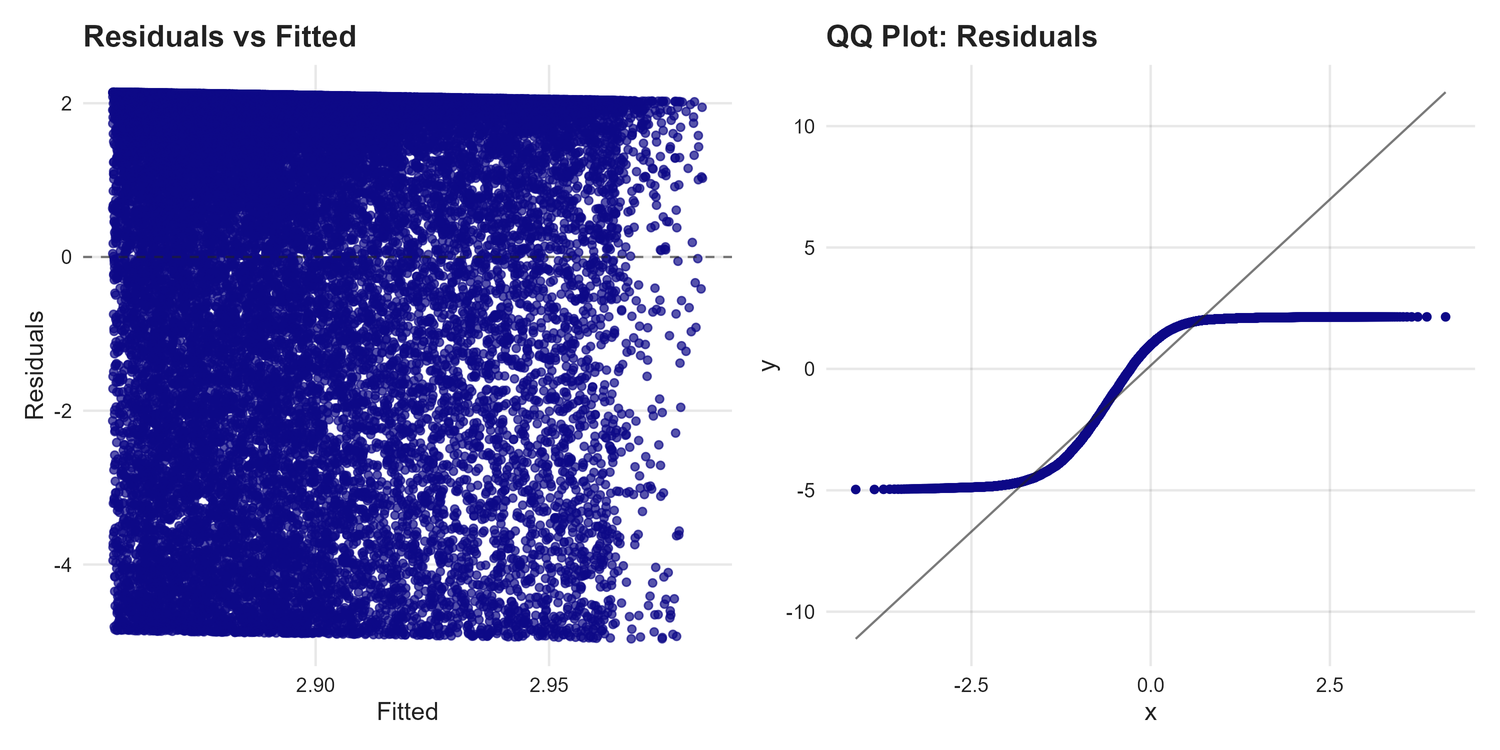 Residuals vs Fitted
2
0
-2
-4
Residuals
2.90
2.95
Fitted
QQ Plot: Residuals
10
5
0
-5
-10
y
-2.5
0.0
2.5
x